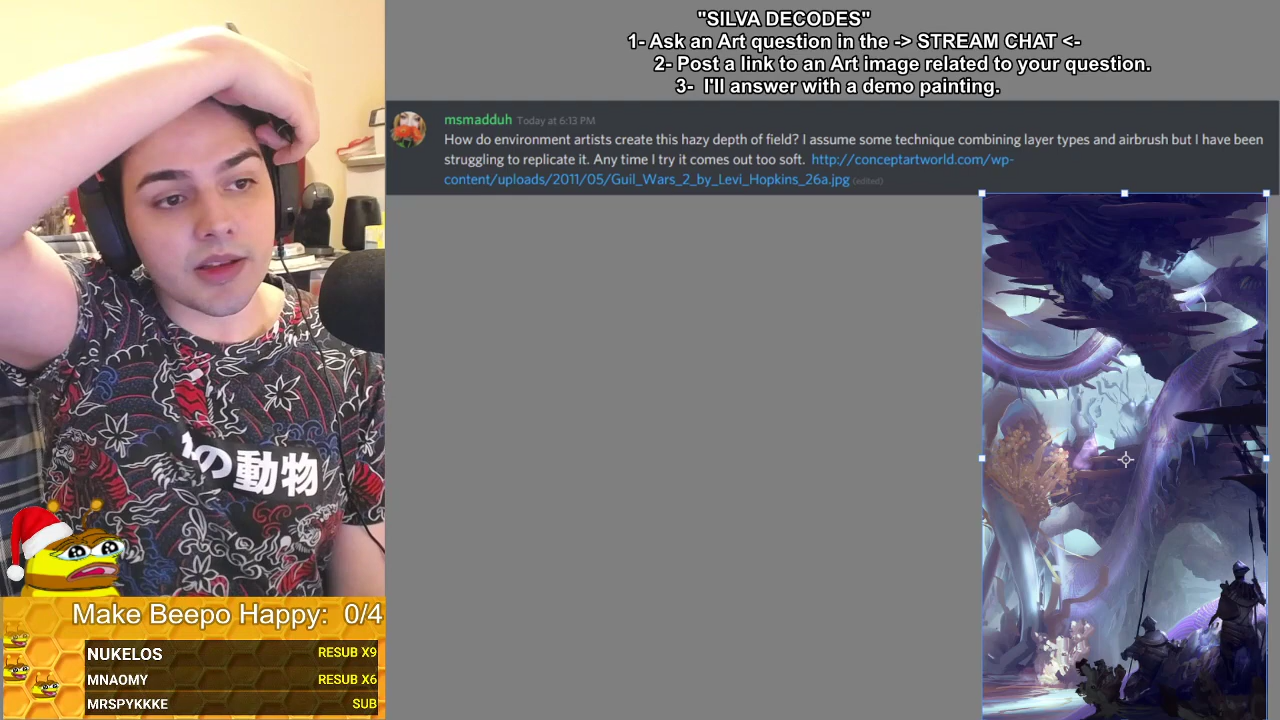 "SILVA DECODES"
1- Ask an Art question in the -> STREAM CHAT <-
2- Post a link to an Art image related to your question.
3- I'll answer with a demo painting.
msmadduh Today at 6:13 PM
How do environment artists create this hazy depth of field? I assume some technique combining layer types and airbrush but I have been
struggling to replicate it. Any time I try it comes out too soft. http://conceptartworld.com/wp-
content/uploads/2011/05/Guil_Wars_2_by_Levi_Hopkins_26a.jpg (edited)
の動物
Make Beepo Happy: 0/4
NUKELOS RESUB X9
MNAOMY RESUB X6
MRSPYKKKE SUB